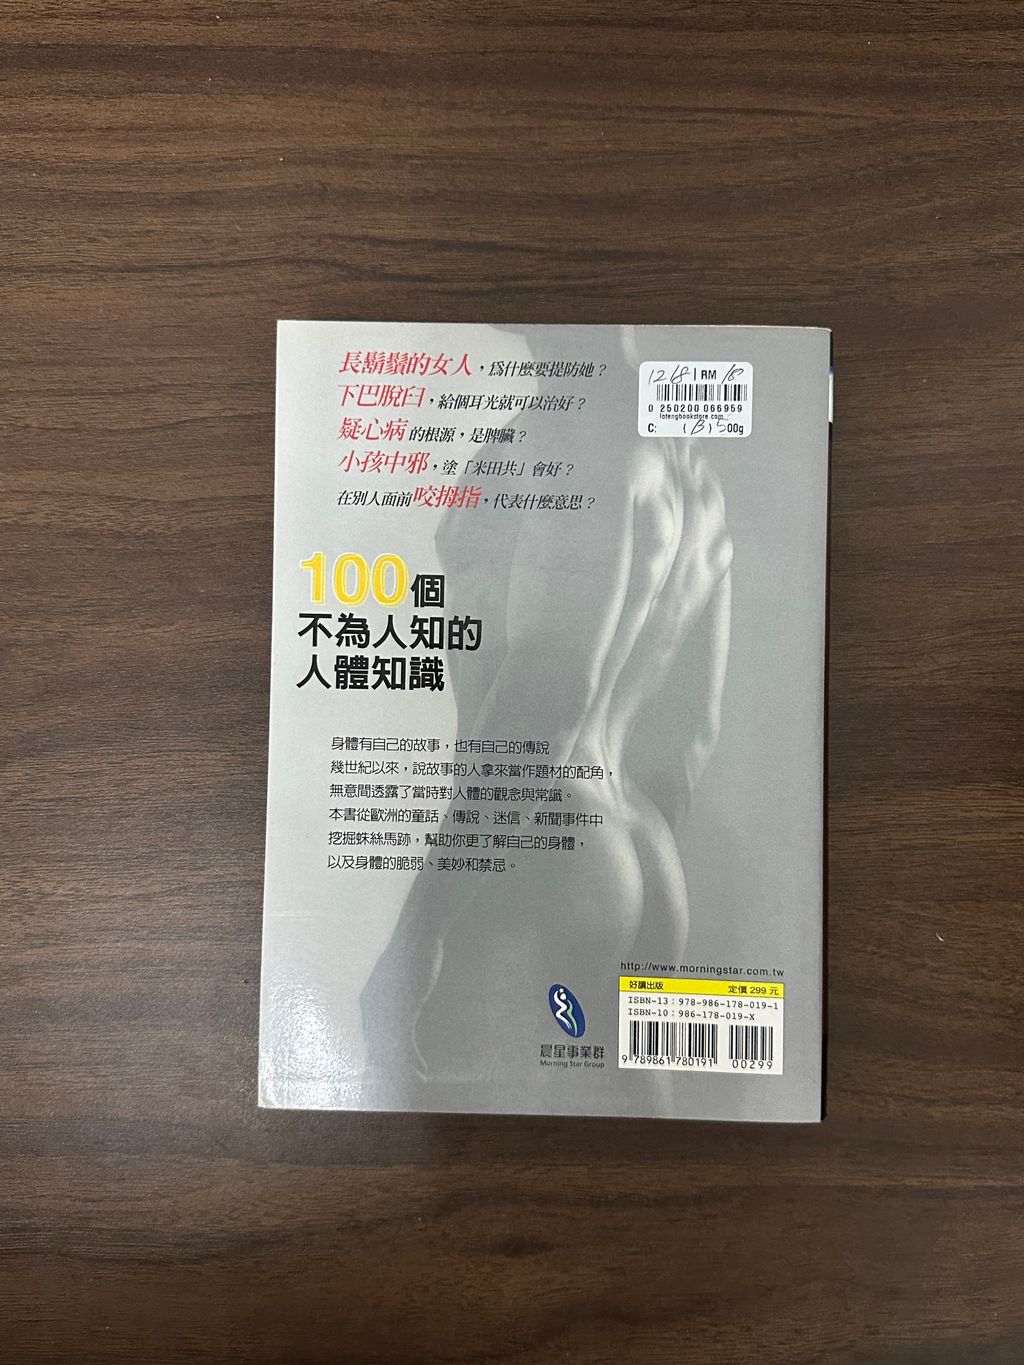 長鬍鬚的女人，為什麼要提防她？
下巴脫臼，給個耳光就可以治好？
疑心病的根源，是脾臟？
小孩中邪，塗「米田共」會好？
在別人面前咬拇指，代表什麼意思？
RM
0 250200 066959
lotengbookstore.com
C: 00g
100個
不為人知的
人體知識
身體有自己的故事，也有自己的傳說
幾世紀以來，說故事的人拿來當作題材的配角，
無意間透露了當時對人體的觀念與常識。
本書從歐洲的童話、傳說、迷信、新聞事件中
挖掘蛛絲馬跡，幫助你更了解自己的身體，
以及身體的脆弱、美妙和禁忌。
http://www.morningstar.com.tw
好讀出版 定價 299 元
ISBN-13：978-986-178-019-1
ISBN-10：986-178-019-X
9 789861 780191 00299
晨星事業群
Morning Star Group